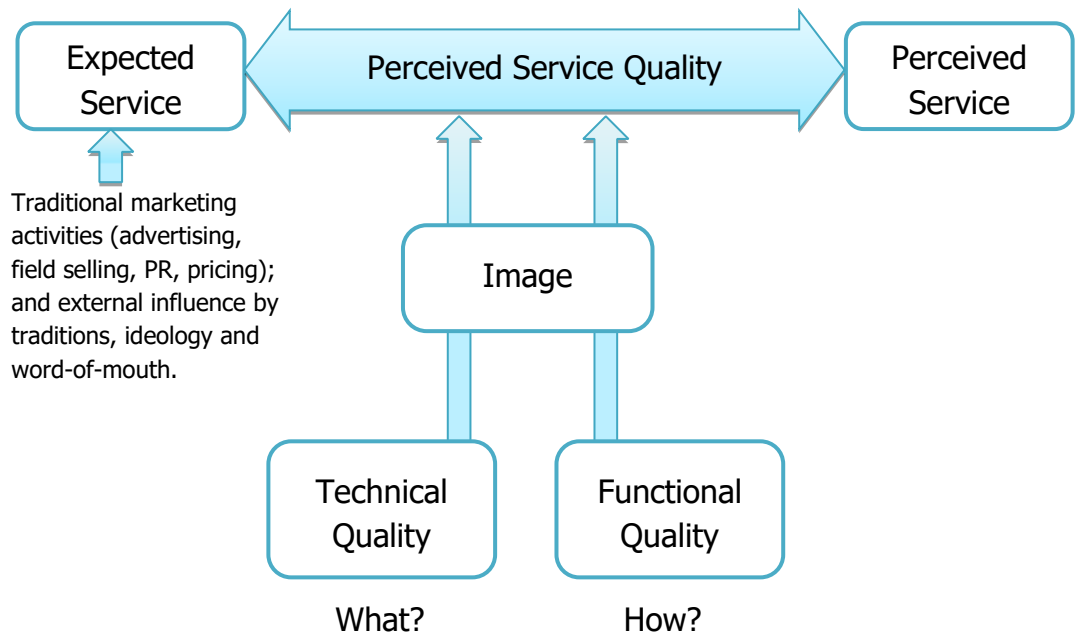 Expected
Service
Perceived Service Quality
Perceived
Service
Traditional marketing
activities (advertising,
field selling, PR, pricing);
and external influence by
traditions, ideology and
word-of-mouth.
Image
Technical
Quality
Functional
Quality
What?
How?